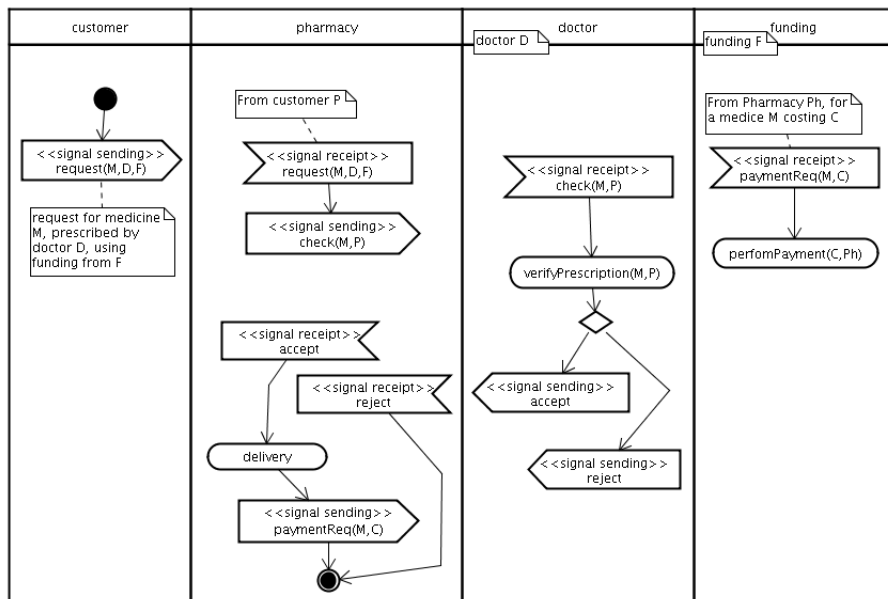 customer
pharmacy
doctor
funding
doctor D
funding F
<<signal sending>>
request(M,D,F)
request for medicine
M, prescribed by
doctor D, using
funding from F
From customer P
<<signal receipt>>
request(M,D,F)
<<signal sending>>
check(M,P)
<<signal receipt>>
accept
<<signal receipt>>
reject
delivery
<<signal sending>>
paymentReq(M,C)
<<signal receipt>>
check(M,P)
verifyPrescription(M,P)
<<signal sending>>
accept
<<signal sending>>
reject
From Pharmacy Ph, for
a medice M costing C
<<signal receipt>>
paymentReq(M,C)
perfomPayment(C,Ph)